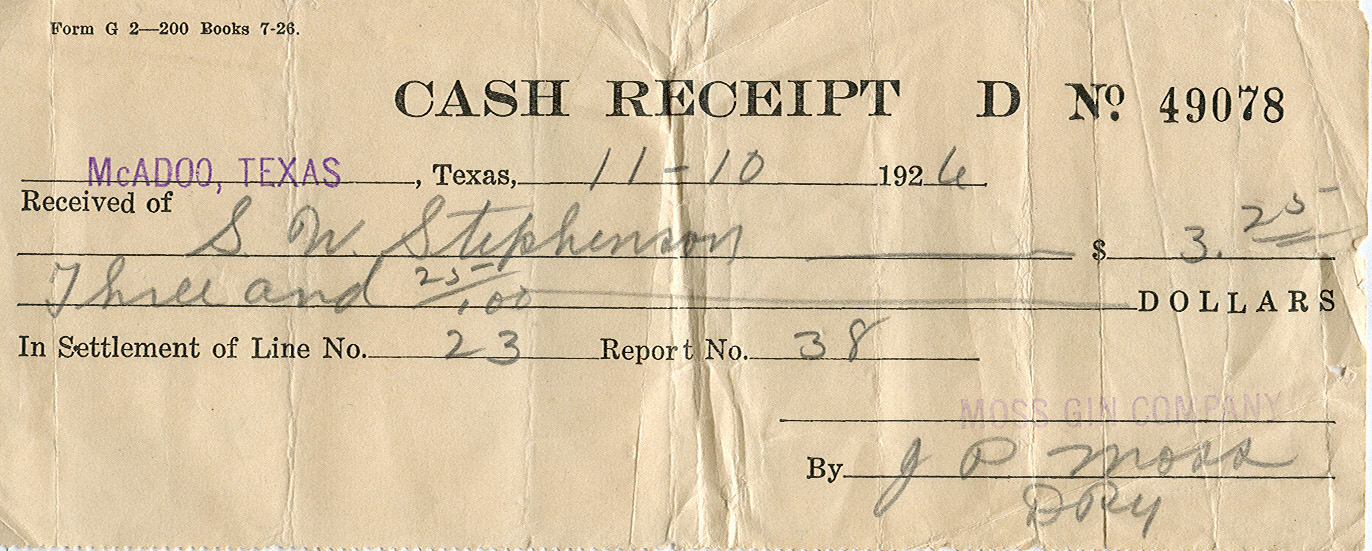 Form G 2—200 Books 7-26.
CASH RECEIPT D No. 49078
McADOO, TEXAS, Texas, 11-10 1926
Received of
S. W. Stephenson $ 3.25
Three and 25/100 DOLLARS
In Settlement of Line No. 23 Report No. 38
MOSS GIN COMPANY
By J P Moss